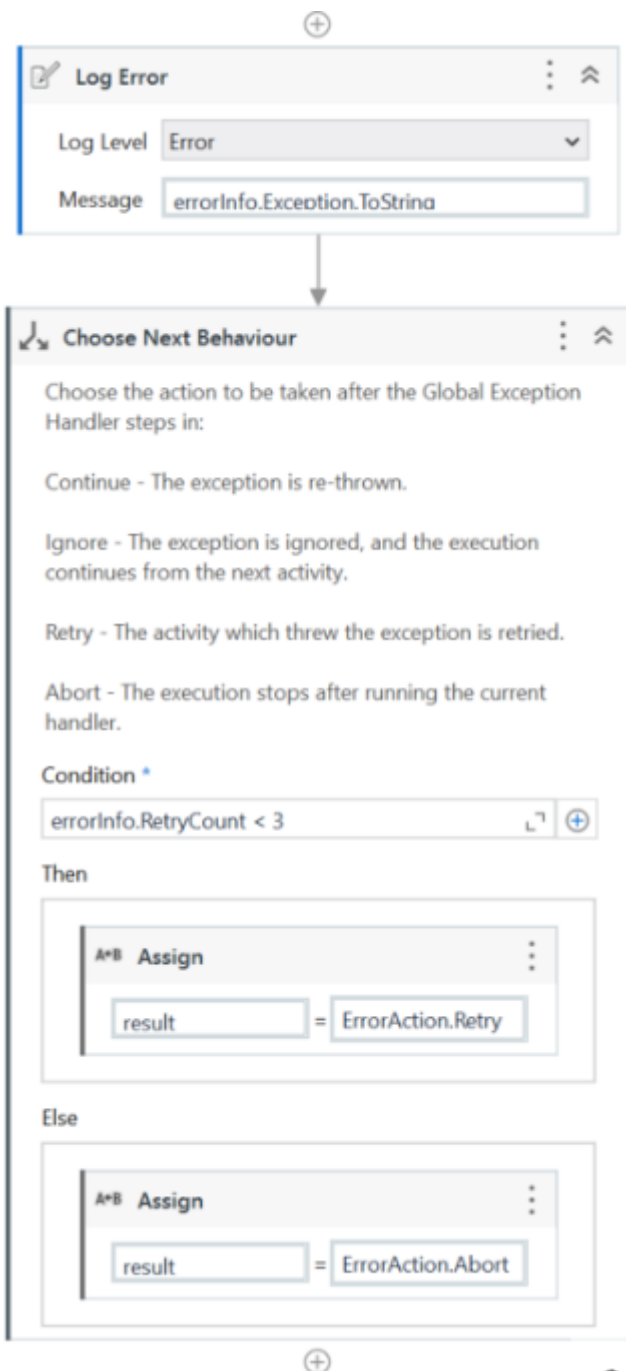 Log Error
Log Level Error
Message errorInfo.Exception.ToString
Choose Next Behaviour
Choose the action to be taken after the Global Exception
Handler steps in:
Continue - The exception is re-thrown.
Ignore - The exception is ignored, and the execution
continues from the next activity.
Retry - The activity which threw the exception is retried.
Abort - The execution stops after running the current
handler.
Condition *
errorInfo.RetryCount < 3
Then
A*B Assign
result = ErrorAction.Retry
Else
A*B Assign
result = ErrorAction.Abort